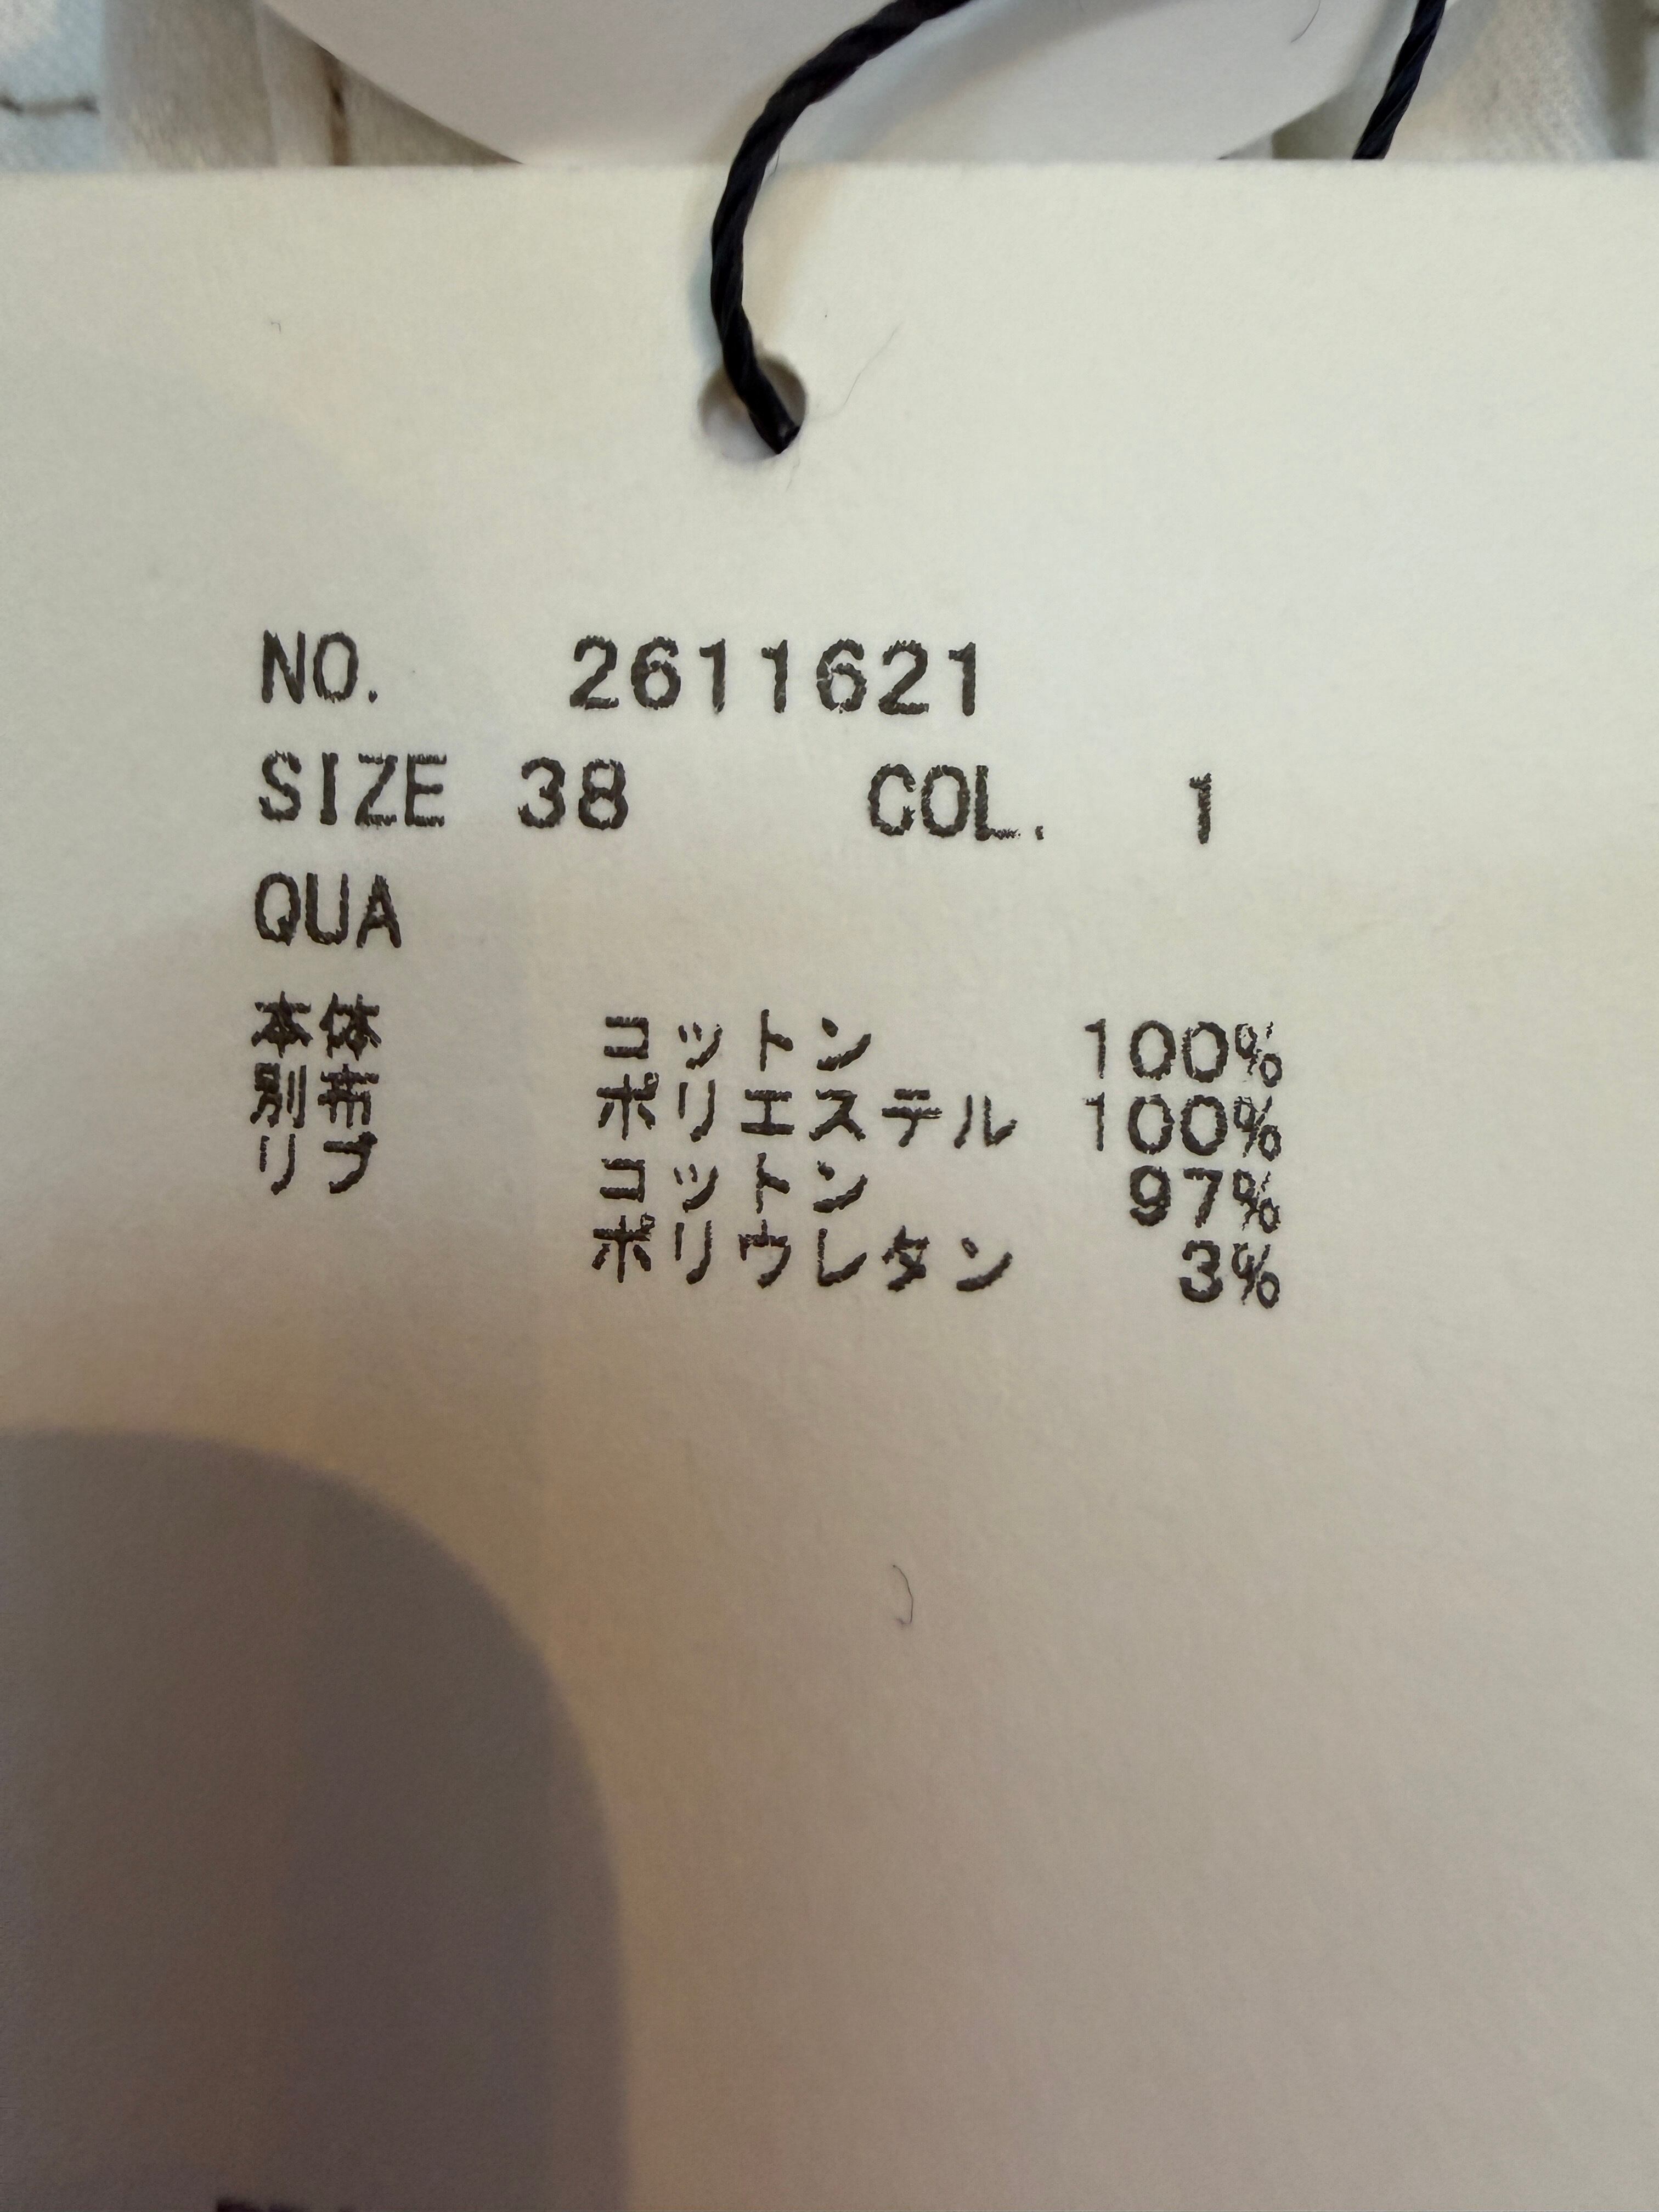 NO. 2611621
SIZE 38 COL. 1
QUA
本体 コットン 100%
別布 ポリエステル 100%
リブ コットン 97%
ポリウレタン 3%